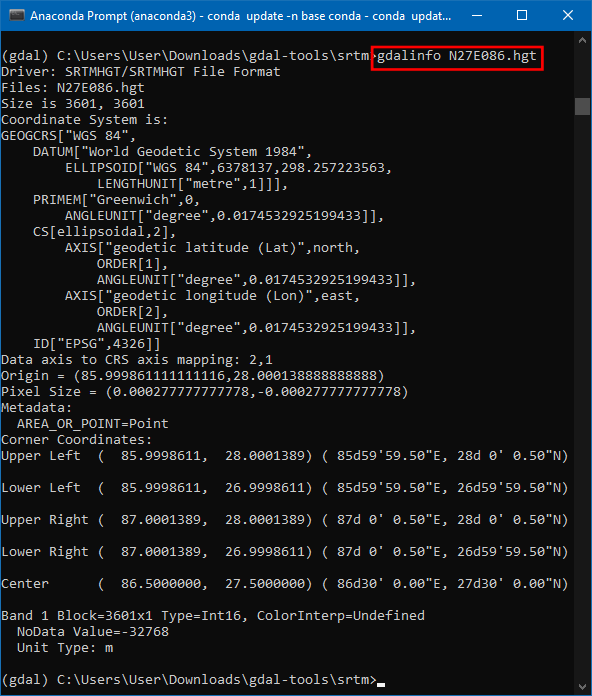 Anaconda Prompt (anaconda3) - conda  update -n base conda - conda  updat...
(gdal) C:\Users\User\Downloads\gdal-tools\srtm>gdalinfo N27E086.hgt
Driver: SRTMHGT/SRTMHGT File Format
Files: N27E086.hgt
Size is 3601, 3601
Coordinate System is:
GEOGCRS["WGS 84",
    DATUM["World Geodetic System 1984",
        ELLIPSOID["WGS 84",6378137,298.257223563,
            LENGTHUNIT["metre",1]]],
    PRIMEM["Greenwich",0,
        ANGLEUNIT["degree",0.0174532925199433]],
    CS[ellipsoidal,2],
        AXIS["geodetic latitude (Lat)",north,
            ORDER[1],
            ANGLEUNIT["degree",0.0174532925199433]],
        AXIS["geodetic longitude (Lon)",east,
            ORDER[2],
            ANGLEUNIT["degree",0.0174532925199433]],
    ID["EPSG",4326]]
Data axis to CRS axis mapping: 2,1
Origin = (85.999861111111116,28.000138888888888)
Pixel Size = (0.000277777777778,-0.000277777777778)
Metadata:
  AREA_OR_POINT=Point
Corner Coordinates:
Upper Left  (  85.9998611,  28.0001389) ( 85d59'59.50"E, 28d 0' 0.50"N)
Lower Left  (  85.9998611,  26.9998611) ( 85d59'59.50"E, 26d59'59.50"N)
Upper Right (  87.0001389,  28.0001389) ( 87d 0' 0.50"E, 28d 0' 0.50"N)
Lower Right (  87.0001389,  26.9998611) ( 87d 0' 0.50"E, 26d59'59.50"N)
Center      (  86.5000000,  27.5000000) ( 86d30' 0.00"E, 27d30' 0.00"N)
Band 1 Block=3601x1 Type=Int16, ColorInterp=Undefined
  NoData Value=-32768
  Unit Type: m
(gdal) C:\Users\User\Downloads\gdal-tools\srtm>